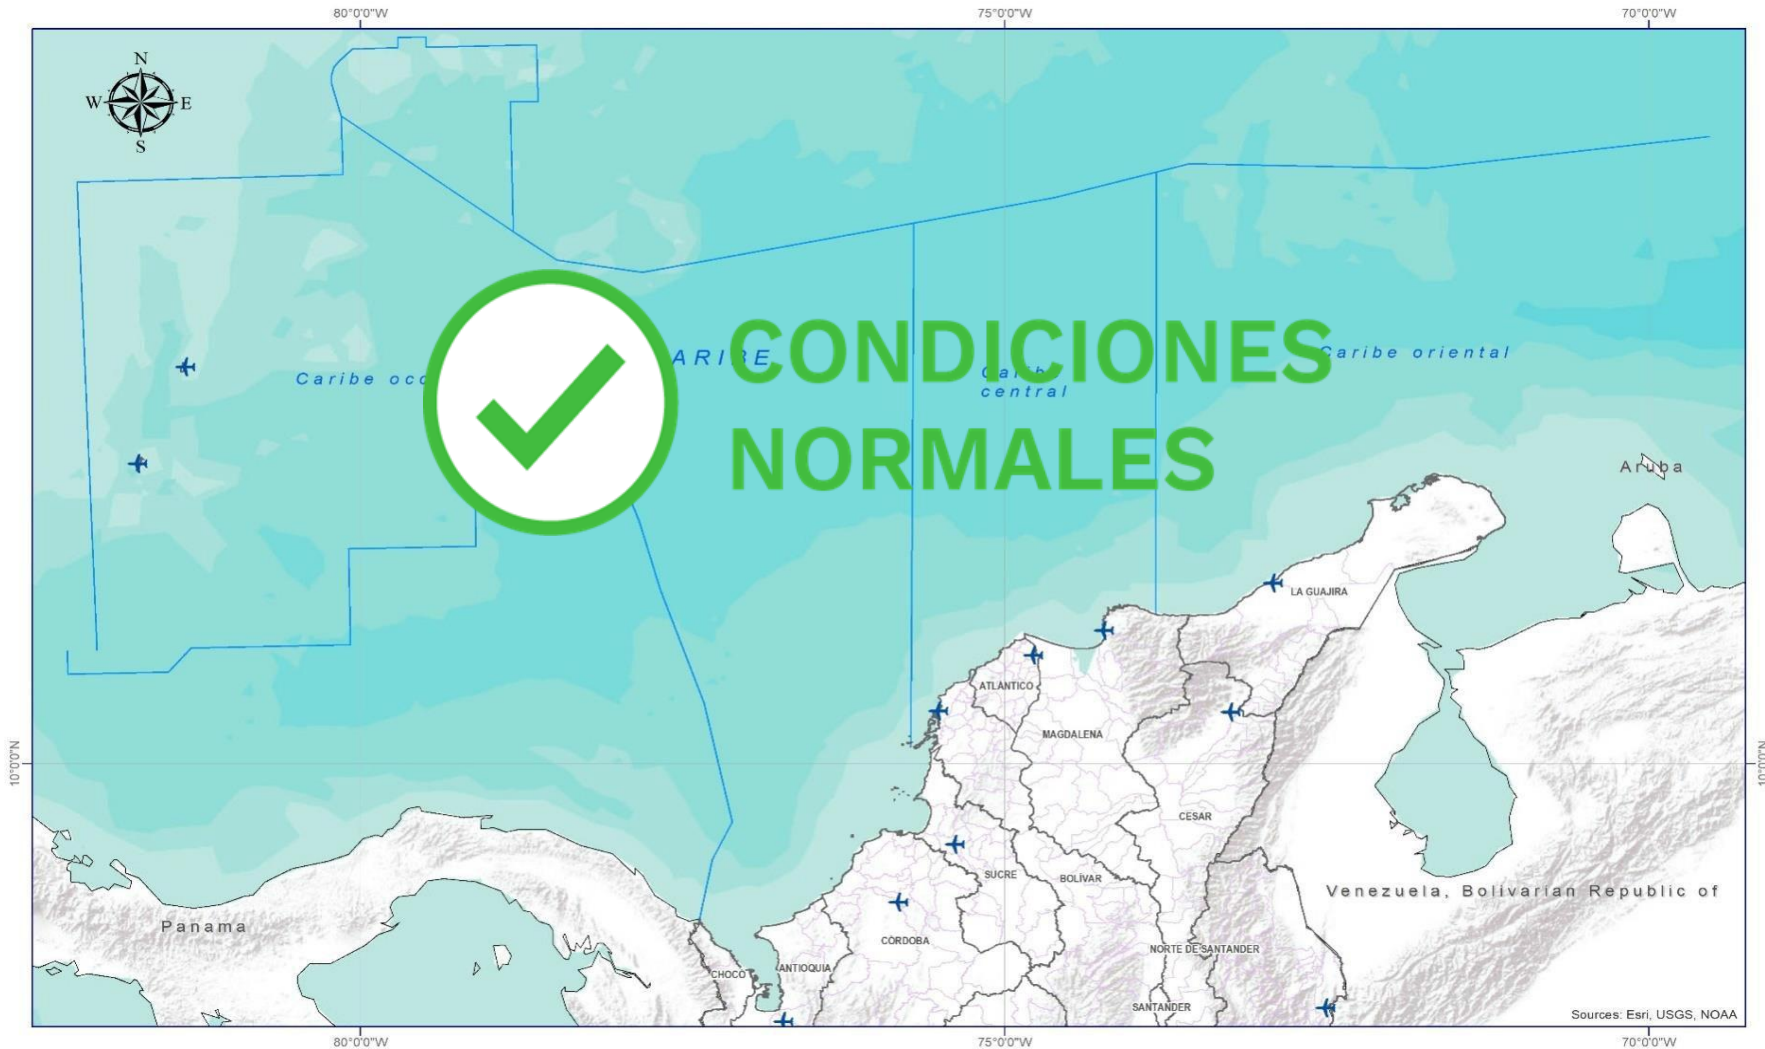 80°0'0"W 75°0'0"W 70°0'0"W
N
W E
S
CONDICIONES
NORMALES
ARIBE
Caribe occ
Caribe
central
Caribe oriental
Aruba
LA GUAJIRA
ATLANTICO
MAGDALENA
10°0'0"N 10°0'0"N
CESAR
SUCRE
BOLÍVAR
Venezuela, Bolivarian Republic of
Panama
CÓRDOBA
NORTE DE SANTANDER
CHOCO
ANTIOQUIA
SANTANDER
Sources: Esri, USGS, NOAA
80°0'0"W 75°0'0"W 70°0'0"W